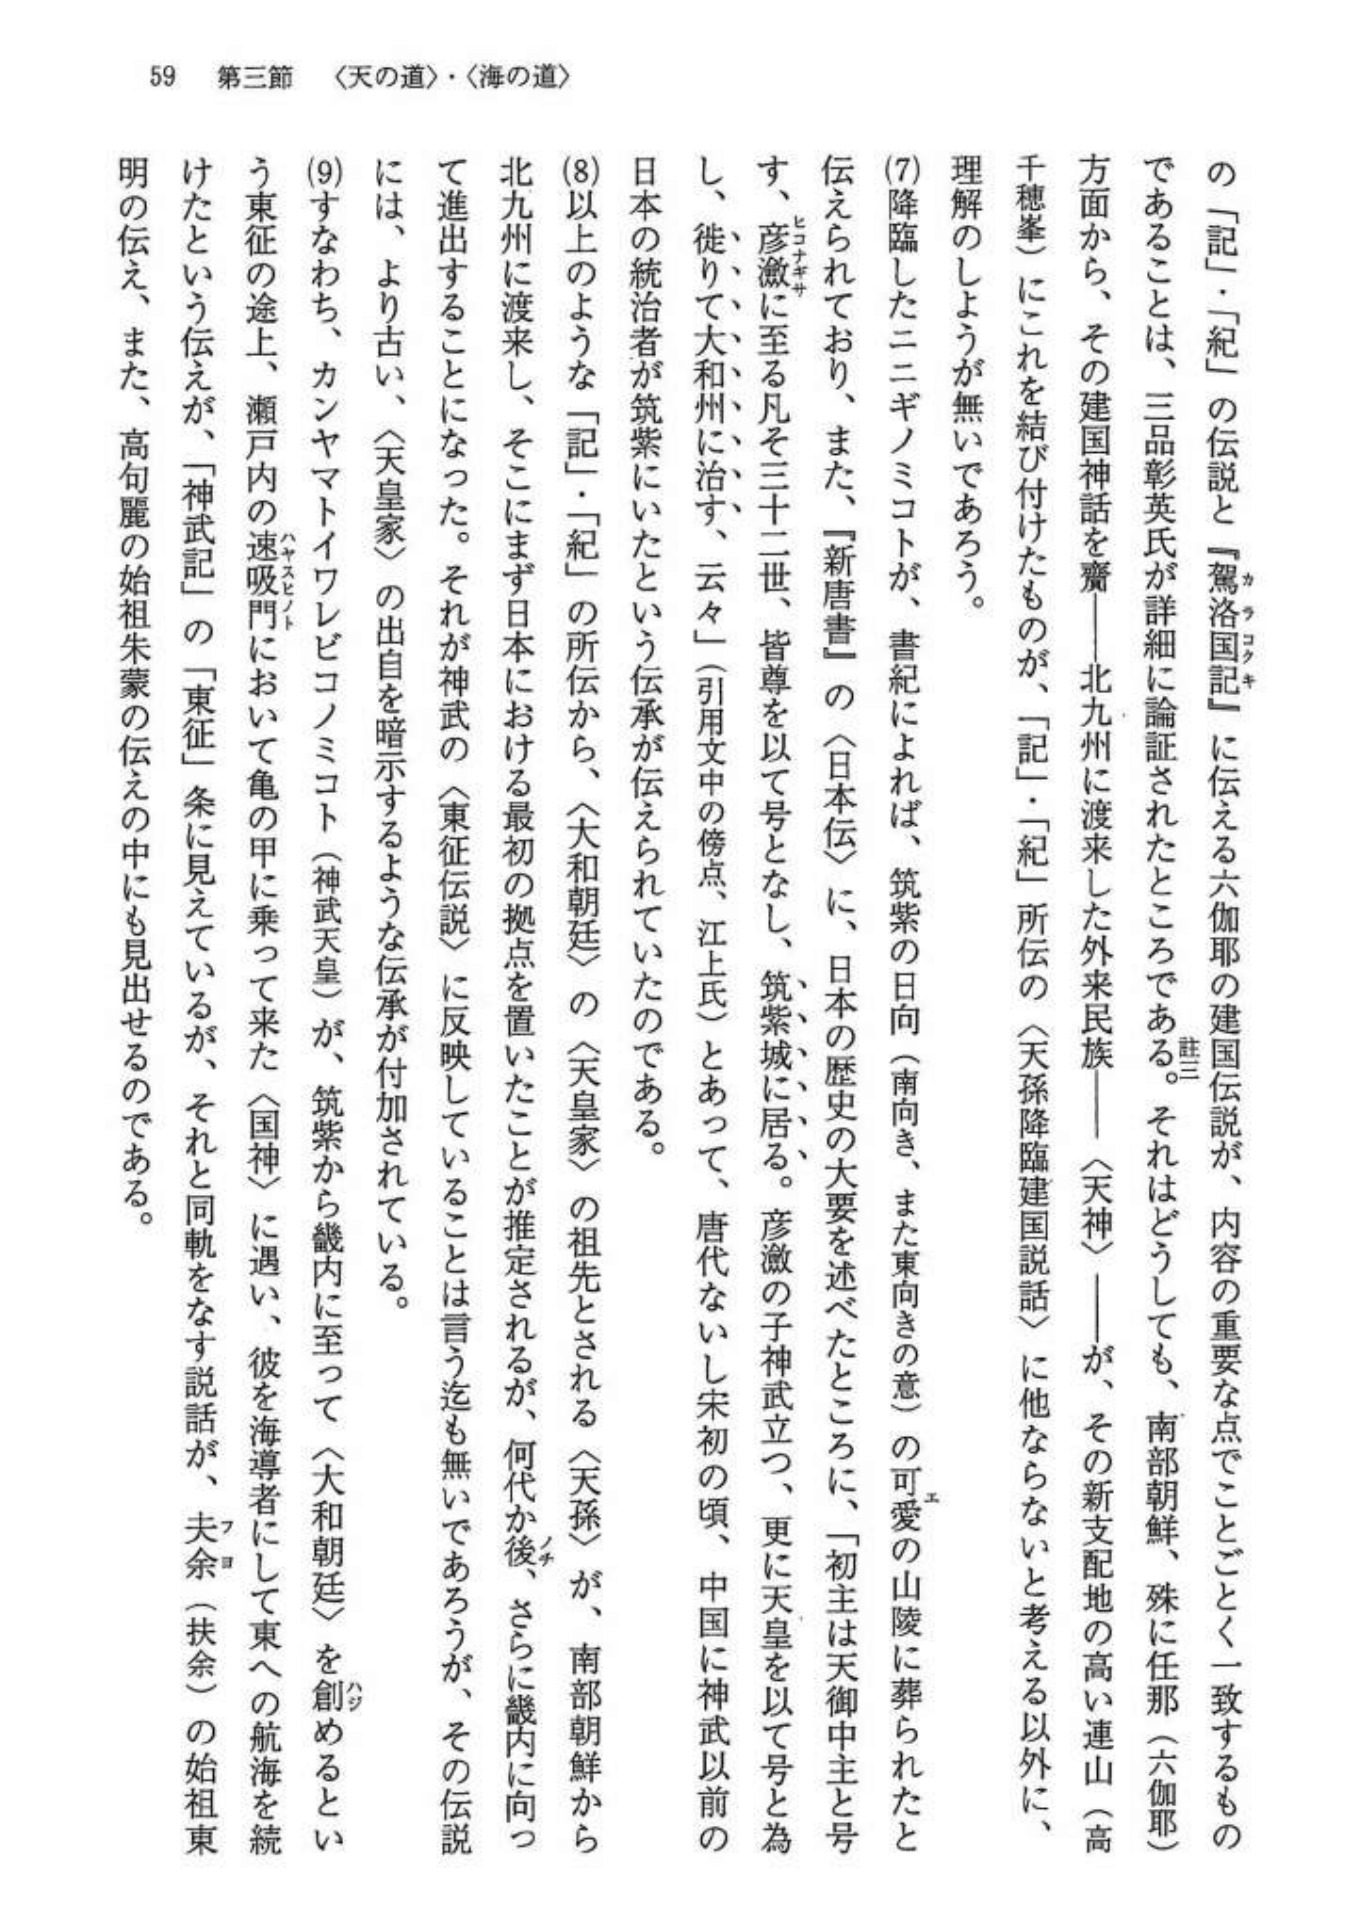 59　第三節　〈天の道〉・〈海の道〉
の「記」・「紀」の伝説と『駕洛国記』に伝える六伽耶の建国伝説が、内容の重要な点でことごとく一致するもの
カラコクキ
であることは、三品彰英氏が詳細に論証されたところである。それはどうしても、南部朝鮮、殊に任那（六伽耶）
註三
方面から、その建国神話を齎――北九州に渡来した外来民族――〈天神〉――が、その新支配地の高い連山（高
千穂峯）にこれを結び付けたものが、「記」・「紀」所伝の〈天孫降臨建国説話〉に他ならないと考える以外に、
理解のしようが無いであろう。
(7)降臨したニニギノミコトが、書紀によれば、筑紫の日向（南向き、また東向きの意）の可愛の山陵に葬られたと
エ
伝えられており、また、『新唐書』の〈日本伝〉に、日本の歴史の大要を述べたところに、「初主は天御中主と号
す、彦瀲に至る凡そ三十二世、皆尊を以て号となし、筑紫城に居る。彦瀲の子神武立つ、更に天皇を以て号と為
ヒコナギサ
し、徙りて大和州に治す、云々」（引用文中の傍点、江上氏）とあって、唐代ないし宋初の頃、中国に神武以前の
日本の統治者が筑紫にいたという伝承が伝えられていたのである。
(8)以上のような「記」・「紀」の所伝から、〈大和朝廷〉の〈天皇家〉の祖先とされる〈天孫〉が、南部朝鮮から
北九州に渡来し、そこにまず日本における最初の拠点を置いたことが推定されるが、何代か後、さらに畿内に向っ
ノチ
て進出することになった。それが神武の〈東征伝説〉に反映していることは言う迄も無いであろうが、その伝説
には、より古い、〈天皇家〉の出自を暗示するような伝承が付加されている。
(9)すなわち、カンヤマトイワレビコノミコト（神武天皇）が、筑紫から畿内に至って〈大和朝廷〉を創めるとい
ハジ
う東征の途上、瀬戸内の速吸門において亀の甲に乗って来た〈国神〉に遇い、彼を海導者にして東への航海を続
ハヤスヒノト
けたという伝えが、「神武記」の「東征」条に見えているが、それと同軌をなす説話が、夫余（扶余）の始祖東
フヨ
明の伝え、また、高句麗の始祖朱蒙の伝えの中にも見出せるのである。